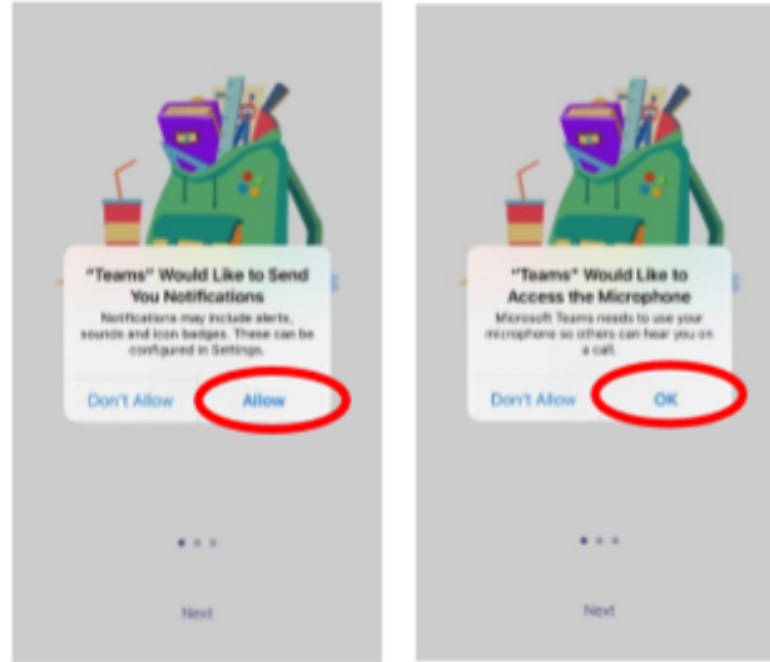 "Teams" Would Like to Send
You Notifications
Notifications may include alerts,
sounds and icon badges. These can be
configured in Settings.
Don't Allow
Allow
Next
"Teams" Would Like to
Access the Microphone
Microsoft Teams needs to use your
microphone so others can hear you on
a call.
Don't Allow
OK
Next